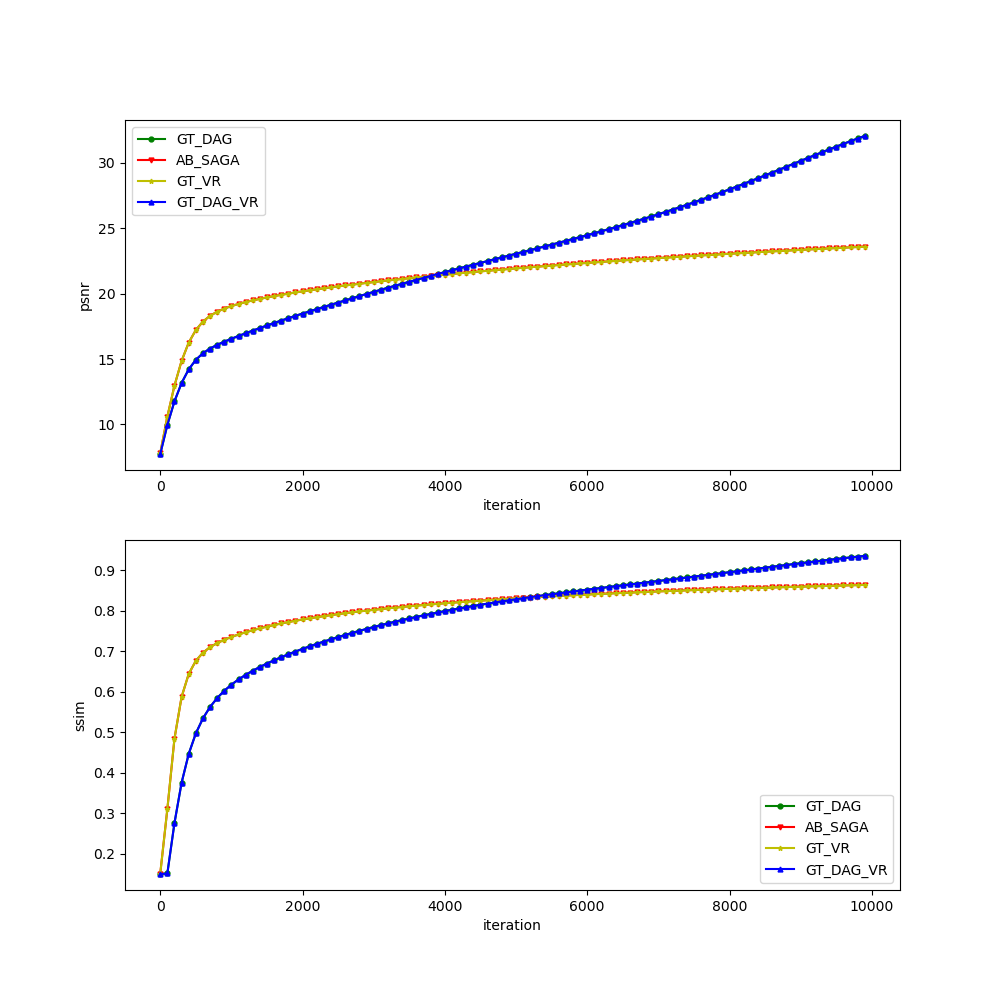 GT_DAG
AB_SAGA
GT_VR
GT_DAG_VR
psnr
30
25
20
15
10
0 2000 4000 6000 8000 10000
iteration
ssim
0.9
0.8
0.7
0.6
0.5
0.4
0.3
0.2
GT_DAG
AB_SAGA
GT_VR
GT_DAG_VR
0 2000 4000 6000 8000 10000
iteration